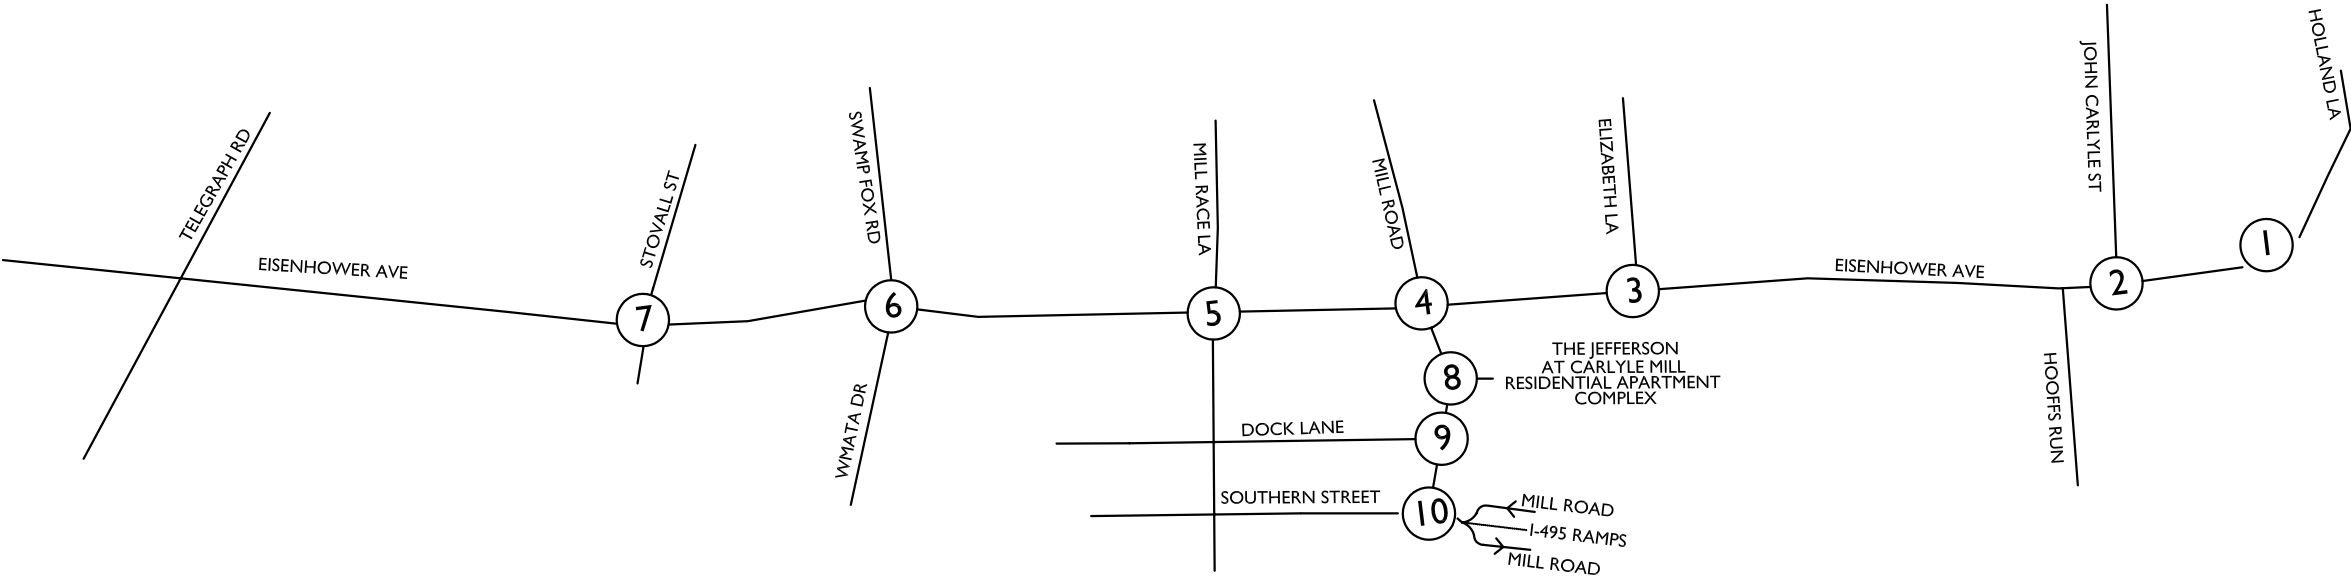 HOLLAND LA
JOHN CARLYLE ST
SWAMP FOX RD
ELIZABETH LA
TELEGRAPH RD
MILL RACE LA
MILL ROAD
STOVALL ST
EISENHOWER AVE
EISENHOWER AVE
1
2
3
4
5
6
7
THE JEFFERSON
AT CARLYLE MILL
RESIDENTIAL APARTMENT
COMPLEX
8
HOOFFS RUN
WMATA DR
DOCK LANE
9
SOUTHERN STREET
10
MILL ROAD
I-495 RAMPS
MILL ROAD